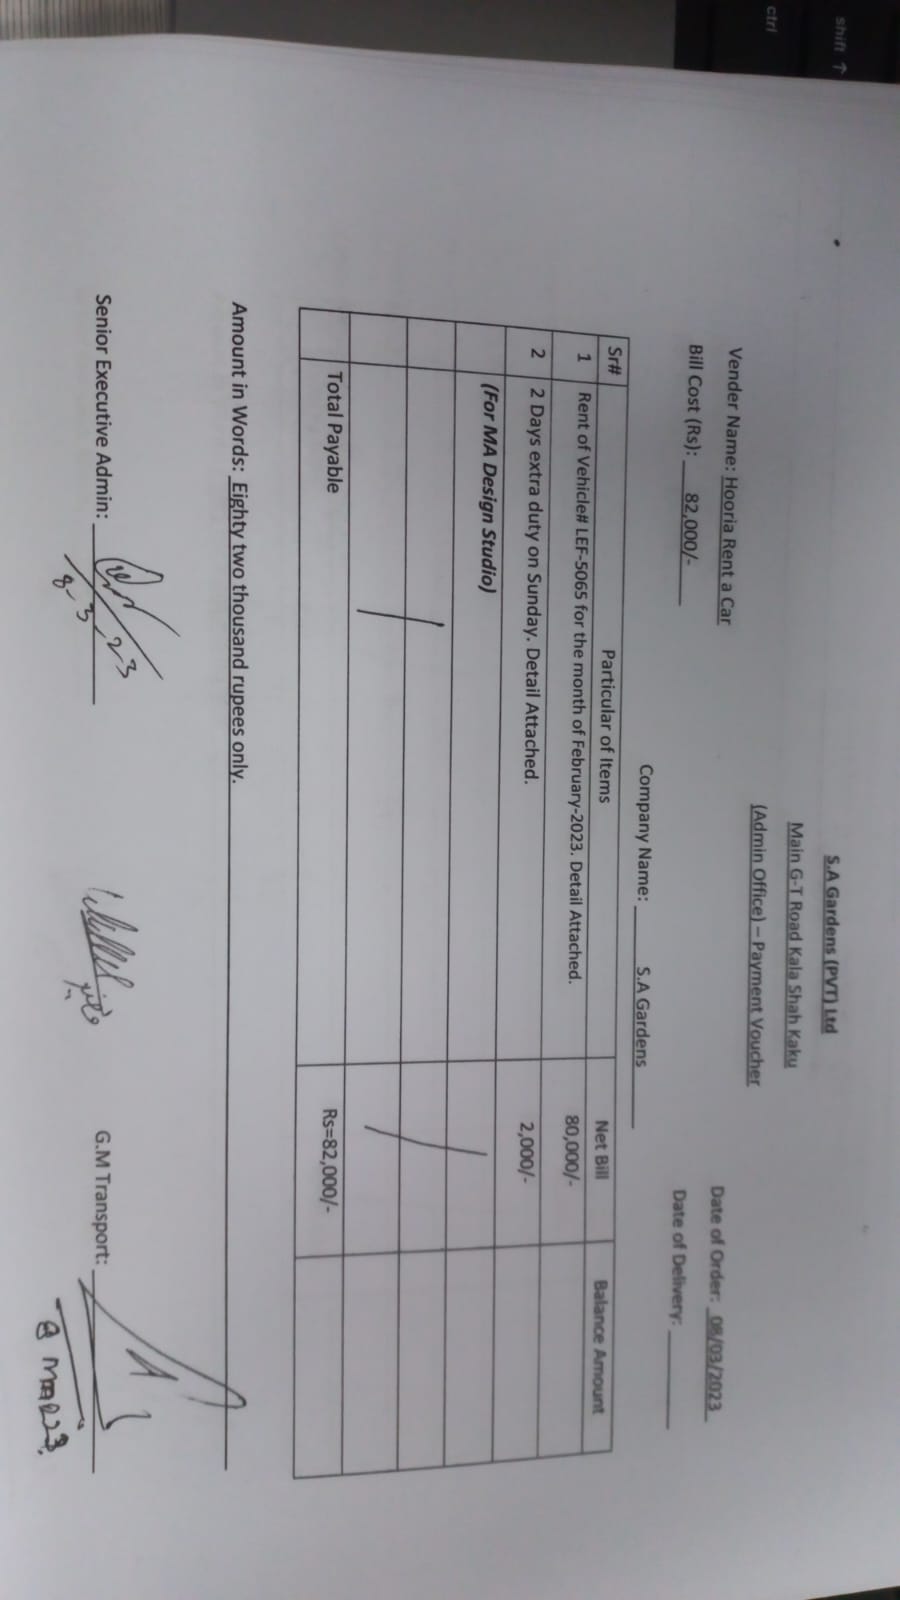 shift ↑
ctrl
S.A Gardens (PVT) Ltd
Main G-T Road Kala Shah Kaku
(Admin Office) – Payment Voucher
Vender Name: Hooria Rent a Car
Date of Order: 08/03/2023
Bill Cost (Rs): 82,000/-
Date of Delivery:
Company Name: S.A Gardens
Sr# Particular of Items Net Bill Balance Amount
1 Rent of Vehicle# LEF-5065 for the month of February-2023. Detail Attached. 80,000/-
2 2 Days extra duty on Sunday. Detail Attached. 2,000/-
(For MA Design Studio)
Total Payable Rs=82,000/-
Amount in Words: Eighty two thousand rupees only.
Senior Executive Admin: G.M Transport:
8-3-23
8 MAR 23.